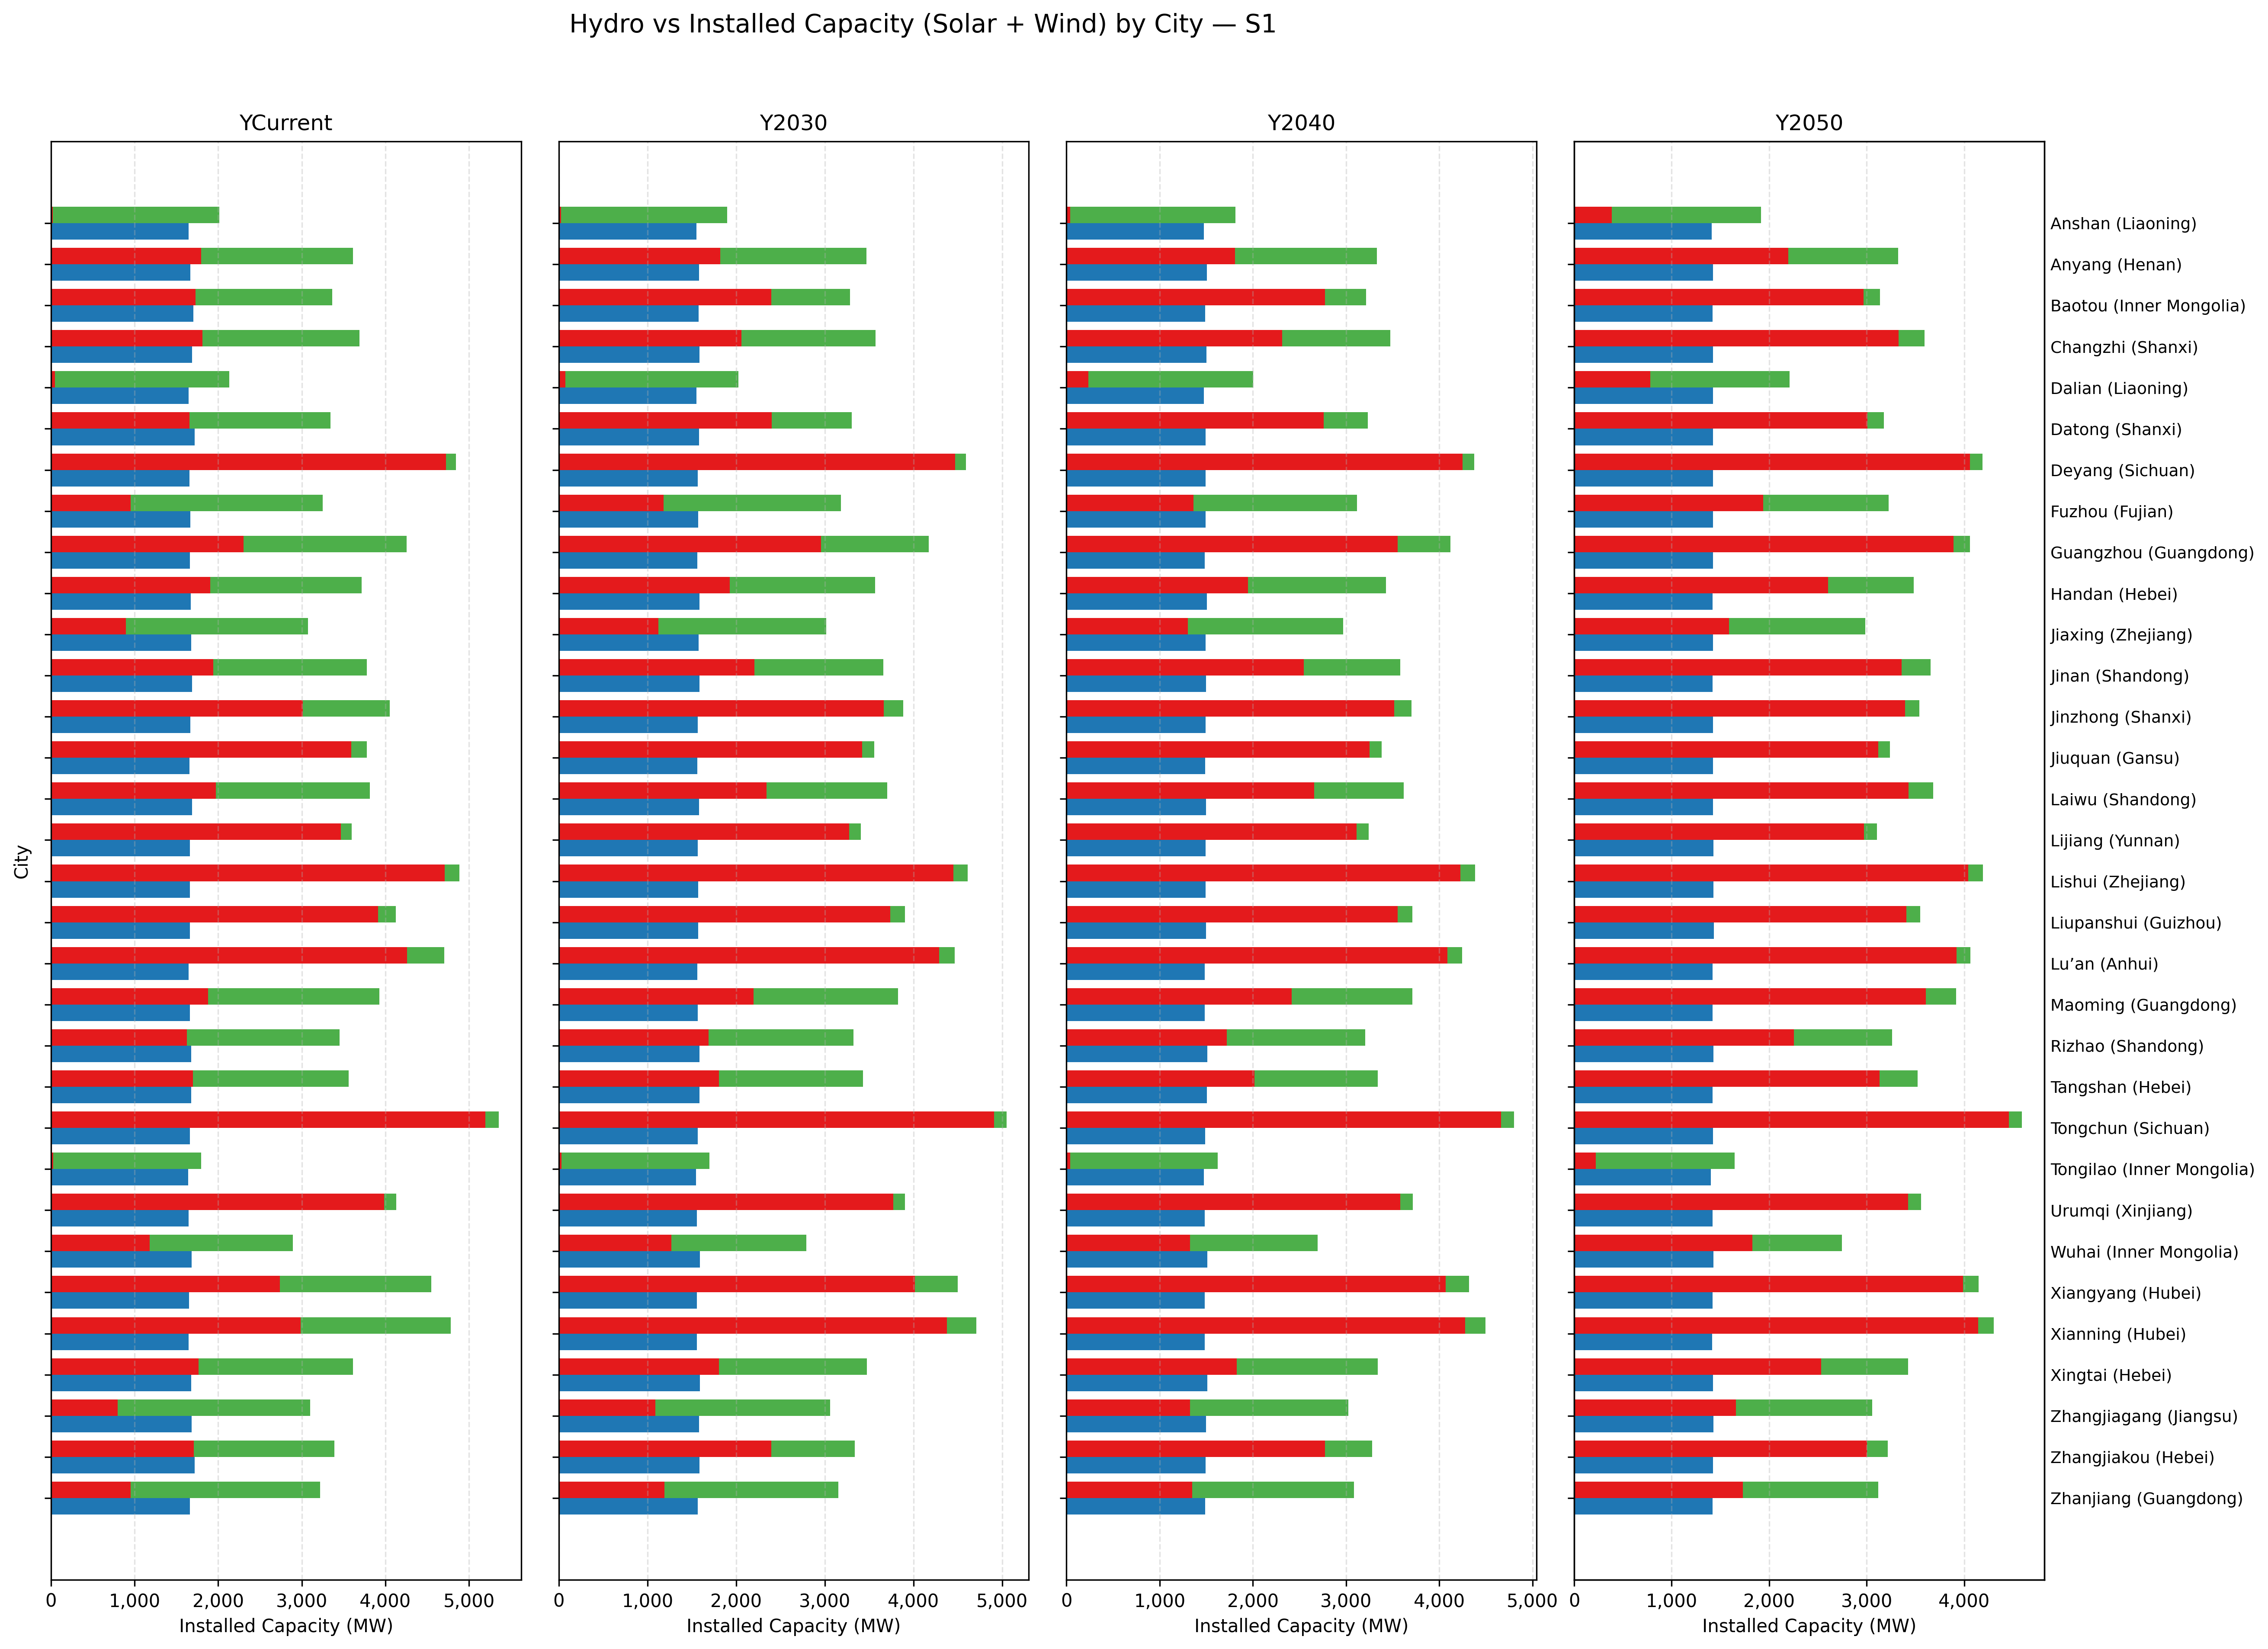 Hydro vs Installed Capacity (Solar + Wind) by City — S1
YCurrent
Y2030
Y2040
Y2050
City
Anshan (Liaoning)
Anyang (Henan)
Baotou (Inner Mongolia)
Changzhi (Shanxi)
Dalian (Liaoning)
Datong (Shanxi)
Deyang (Sichuan)
Fuzhou (Fujian)
Guangzhou (Guangdong)
Handan (Hebei)
Jiaxing (Zhejiang)
Jinan (Shandong)
Jinzhong (Shanxi)
Jiuquan (Gansu)
Laiwu (Shandong)
Lijiang (Yunnan)
Lishui (Zhejiang)
Liupanshui (Guizhou)
Lu’an (Anhui)
Maoming (Guangdong)
Rizhao (Shandong)
Tangshan (Hebei)
Tongchun (Sichuan)
Tongilao (Inner Mongolia)
Urumqi (Xinjiang)
Wuhai (Inner Mongolia)
Xiangyang (Hubei)
Xianning (Hubei)
Xingtai (Hebei)
Zhangjiagang (Jiangsu)
Zhangjiakou (Hebei)
Zhanjiang (Guangdong)
0 1,000 2,000 3,000 4,000 5,000
0 1,000 2,000 3,000 4,000 5,000
0 1,000 2,000 3,000 4,000 5,000
0 1,000 2,000 3,000 4,000
Installed Capacity (MW)
Installed Capacity (MW)
Installed Capacity (MW)
Installed Capacity (MW)